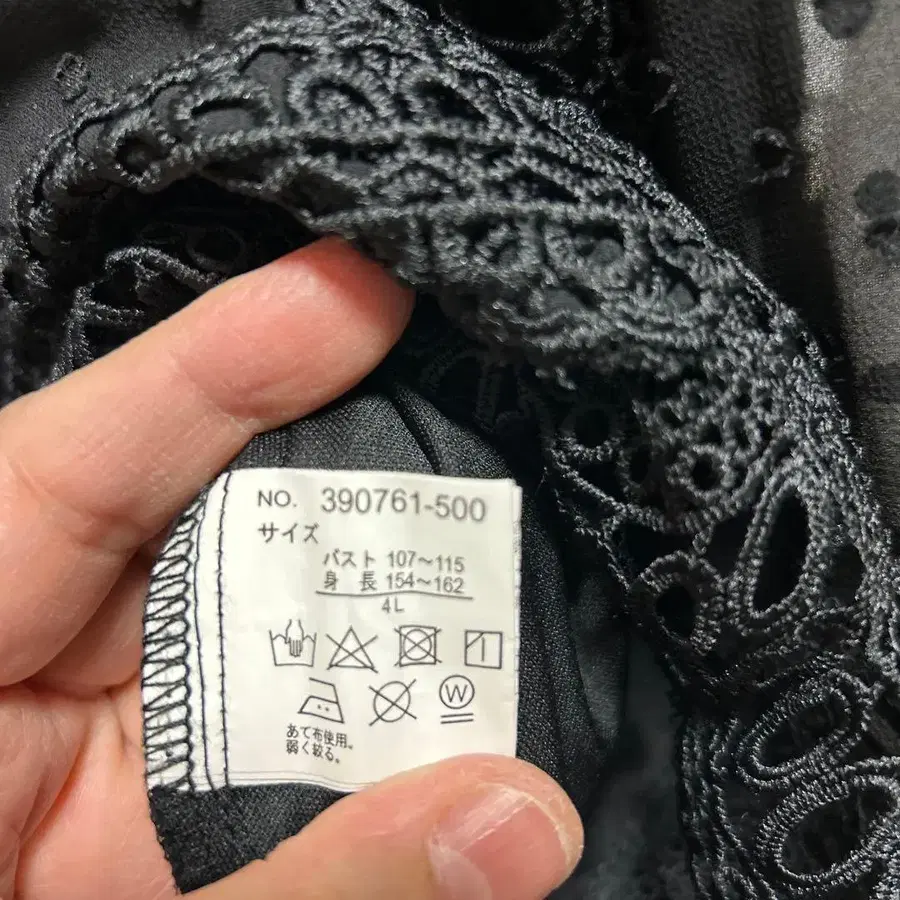 NO. 390761-500
サイズ
バスト 107～115
身 長 154～162
4L
W
あて布使用。
弱く絞る。